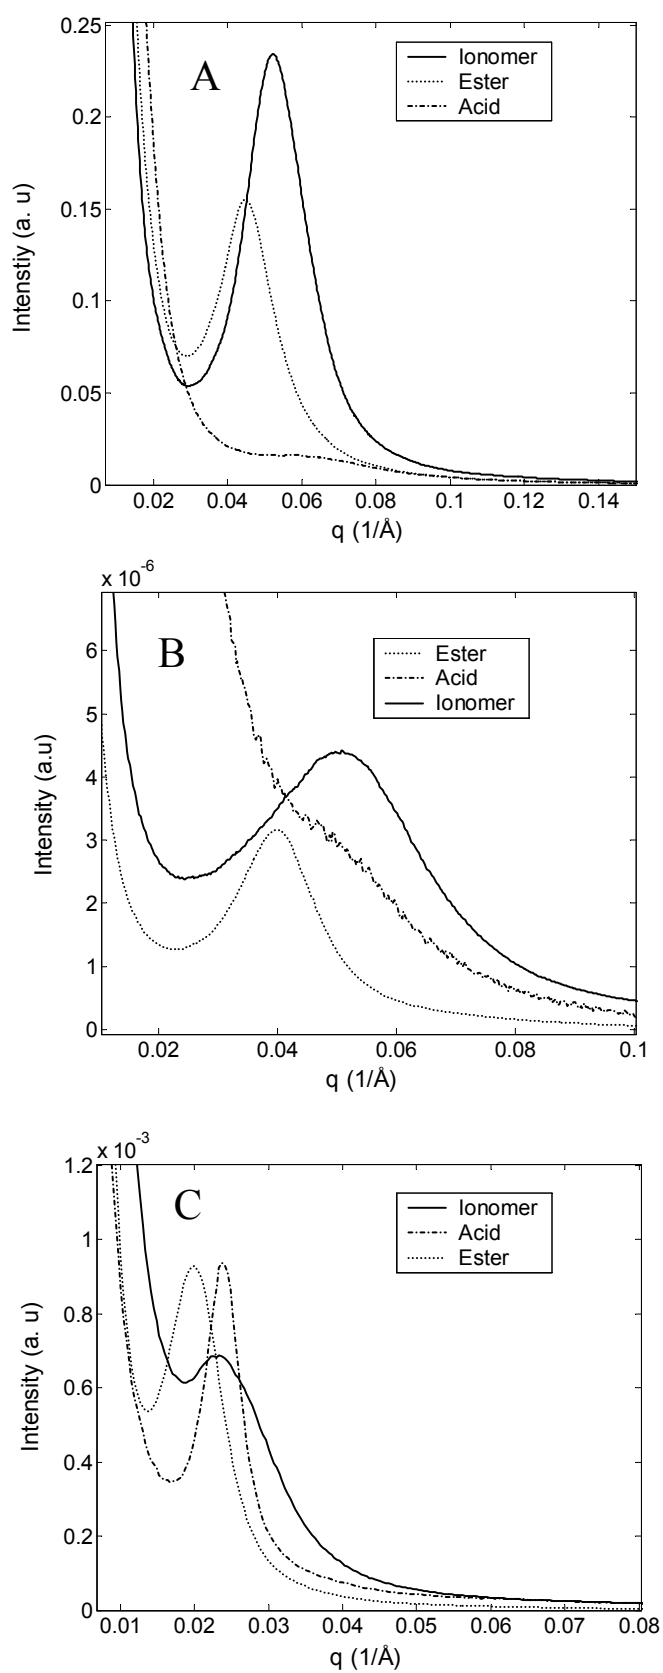 0.25
A
Ionomer
Ester
Acid
0.2
0.15
0.1
0.05
0
Intenstiy (a. u)
0.02 0.04 0.06 0.08 0.1 0.12 0.14
q (1/Å)
x 10-6
B
Ester
Acid
Ionomer
6
5
4
3
2
1
0
Intensity (a.u)
0.02 0.04 0.06 0.08 0.1
q (1/Å)
x 10-3
1.2
C
Ionomer
Acid
Ester
1
0.8
0.6
0.4
0.2
0
Intensity (a. u)
0.01 0.02 0.03 0.04 0.05 0.06 0.07 0.08
q (1/Å)